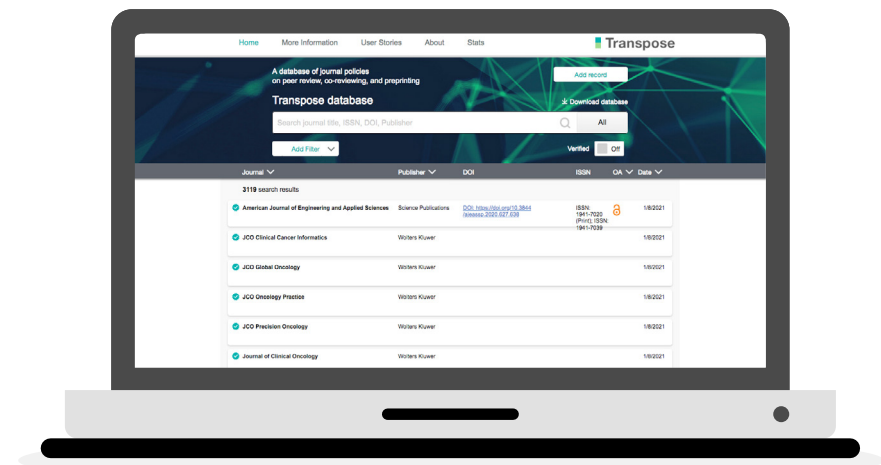 Home More Information User Stories About Stats Transpose
A database of journal policies
on peer review, co-reviewing, and preprinting
Add record
Transpose database
Download database
Search journal title, ISSN, DOI, Publisher
All
Add Filter
Verified Off
Journal Publisher DOI ISSN OA Date
3119 search results
American Journal of Engineering and Applied Sciences Science Publications DOI: https://doi.org/10.3844 ISSN: 1/8/2021
/ajeassp.2020.627.638 1941-7020
(Print); ISSN:
1941-7039
JCO Clinical Cancer Informatics Wolters Kluwer 1/8/2021
JCO Global Oncology Wolters Kluwer 1/8/2021
JCO Oncology Practice Wolters Kluwer 1/8/2021
JCO Precision Oncology Wolters Kluwer 1/8/2021
Journal of Clinical Oncology Wolters Kluwer 1/8/2021